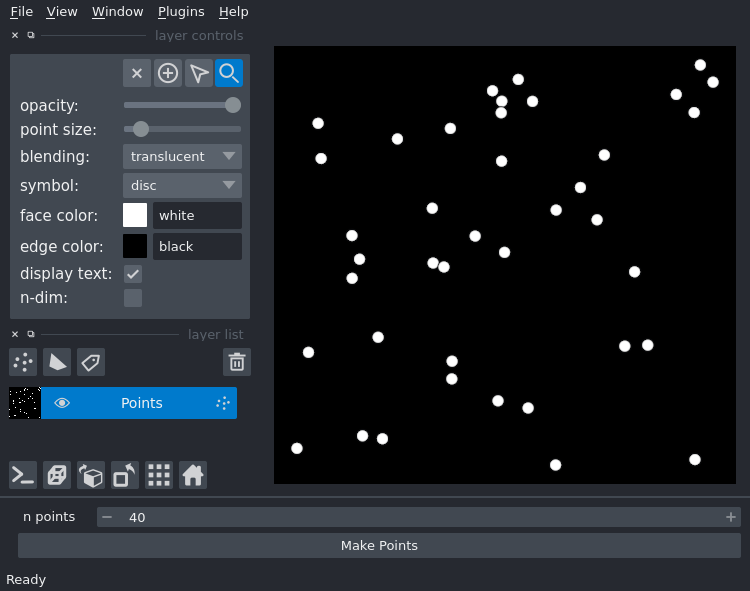 File View Window Plugins Help
layer controls
opacity:
point size:
blending: translucent
symbol: disc
face color: white
edge color: black
display text:
n-dim:
layer list
Points
n points 40
Make Points
Ready